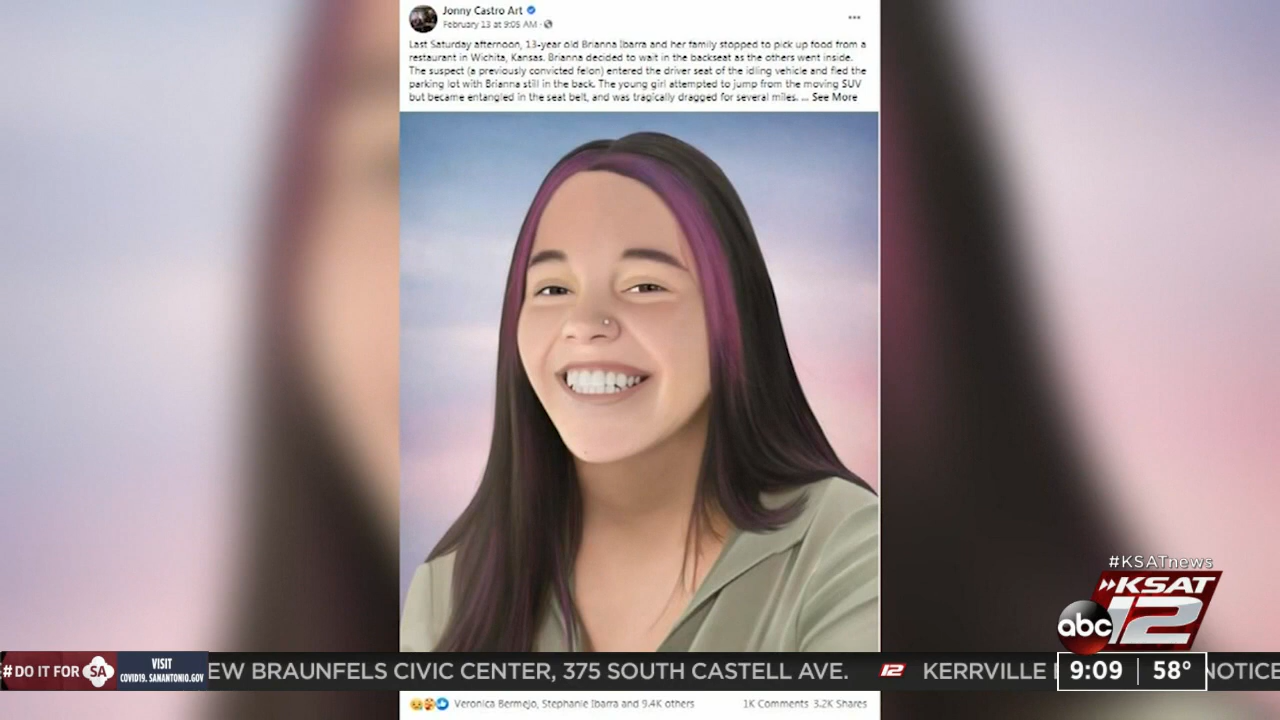 Jonny Castro Art
February 13 at 9:05 AM ·
Last Saturday afternoon, 13-year old Brianna Ibarra and her family stopped to pick up food from a
restaurant in Wichita, Kansas. Brianna decided to wait in the backseat as the others went inside.
The suspect (a previously convicted felon) entered the driver seat of the idling vehicle and fled the
parking lot with Brianna still in the back. The young girl attempted to jump from the moving SUV
but became entangled in the seat belt, and was tragically dragged for several miles. ... See More
#KSATnews
KSAT
abc 12
#DO IT FOR SA
VISIT
COVID19.SANANTONIO.GOV
EW BRAUNFELS CIVIC CENTER, 375 SOUTH CASTELL AVE. 12 KERRVILLE
9:09 58°
NOTICE
Veronica Bermejo, Stephanie Ibarra and 9.4K others 1K Comments 3.2K Shares